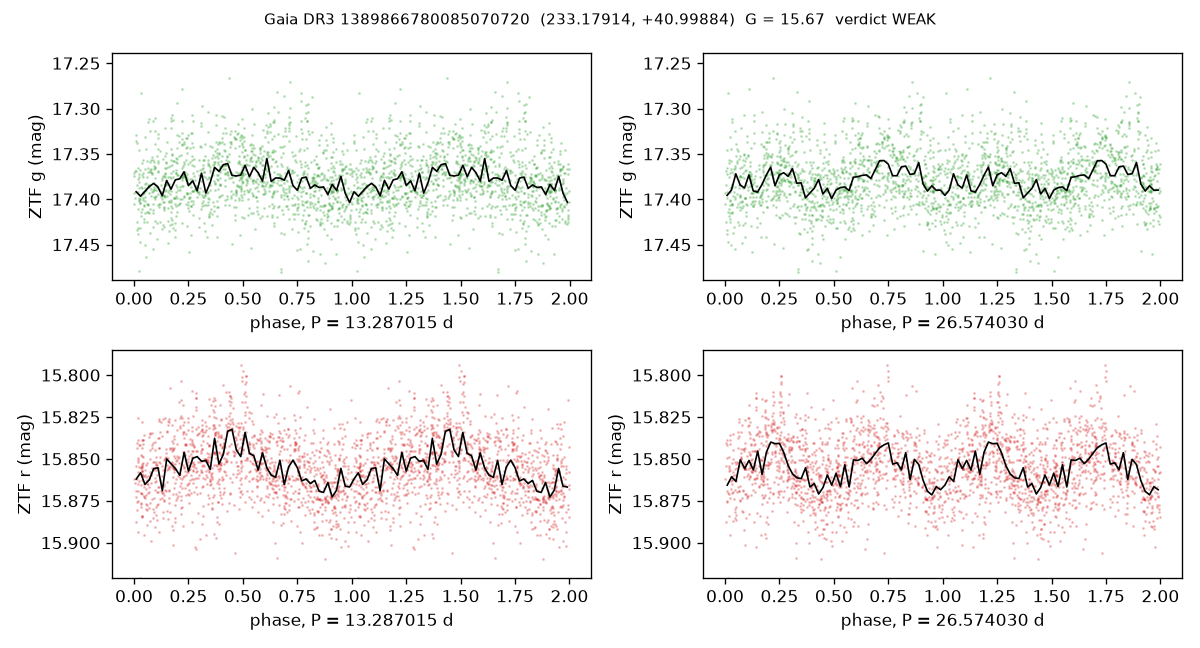 Gaia DR3 1389866780085070720  (233.17914, +40.99884)  G = 15.67  verdict WEAK
ZTF g (mag)
17.25
17.30
17.35
17.40
17.45
0.00 0.25 0.50 0.75 1.00 1.25 1.50 1.75 2.00
phase, P = 13.287015 d
ZTF g (mag)
17.25
17.30
17.35
17.40
17.45
0.00 0.25 0.50 0.75 1.00 1.25 1.50 1.75 2.00
phase, P = 26.574030 d
ZTF r (mag)
15.800
15.825
15.850
15.875
15.900
0.00 0.25 0.50 0.75 1.00 1.25 1.50 1.75 2.00
phase, P = 13.287015 d
ZTF r (mag)
15.800
15.825
15.850
15.875
15.900
0.00 0.25 0.50 0.75 1.00 1.25 1.50 1.75 2.00
phase, P = 26.574030 d